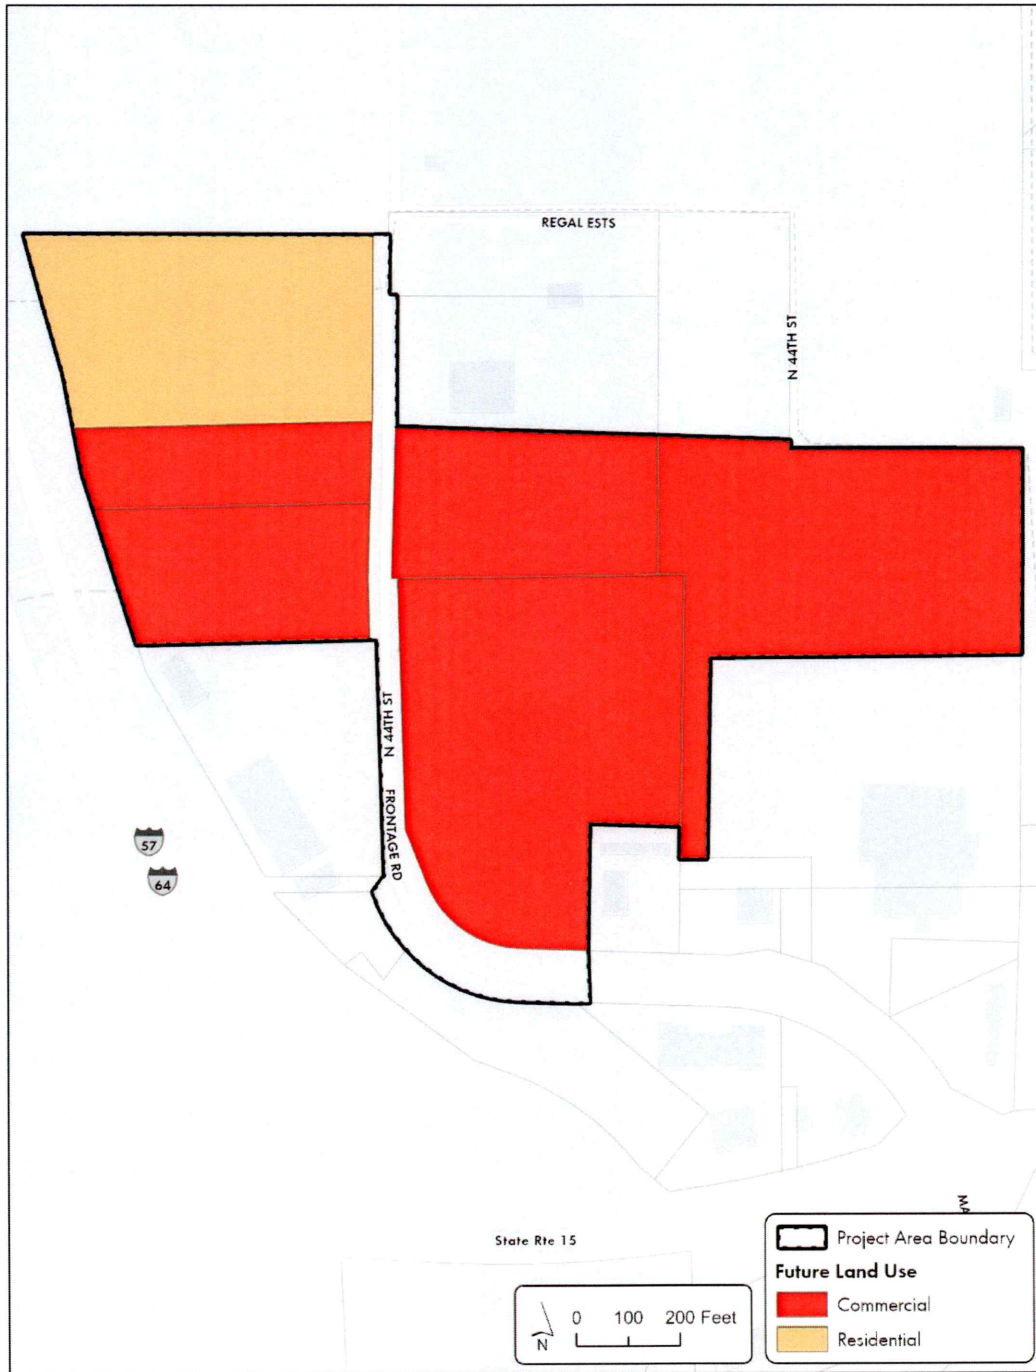 REGAL ESTS
N 44TH ST
N 44TH ST
FRONTAGE RD
57
64
MA
State Rte 15
N
0 100 200 Feet
Project Area Boundary
Future Land Use
Commercial
Residential